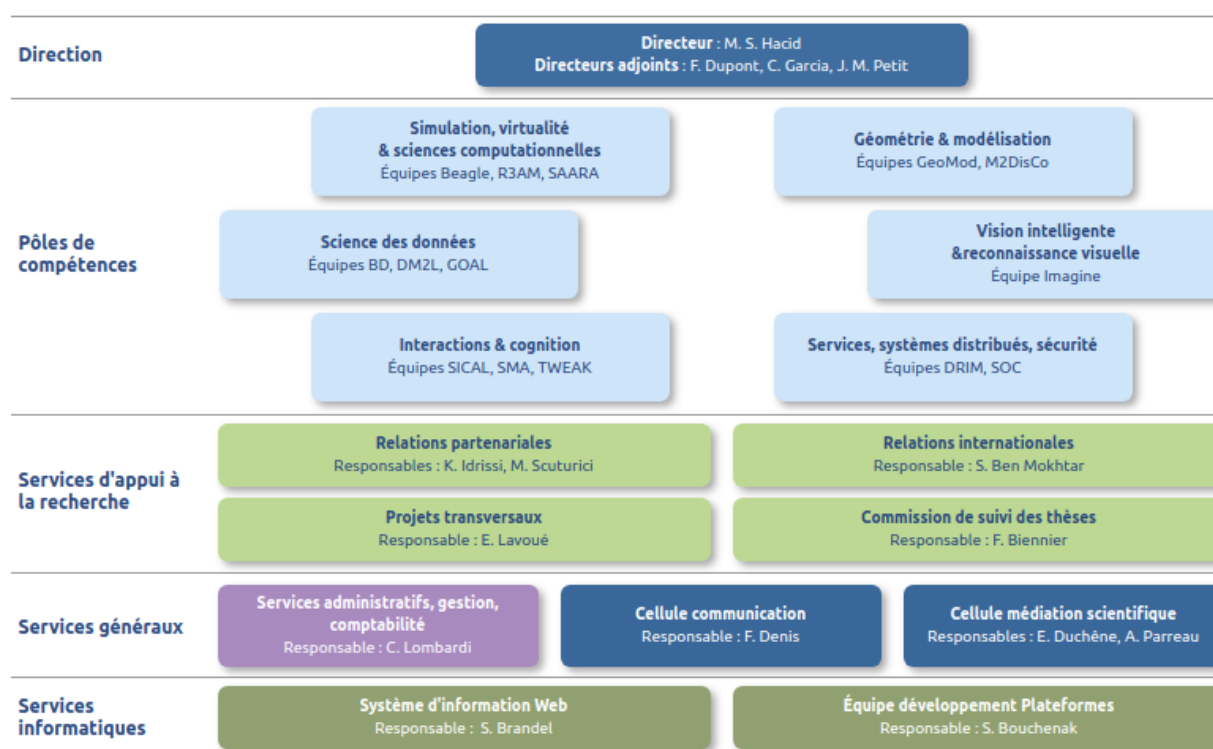 Direction
Directeur : M. S. Hacid
Directeurs adjoints : F. Dupont, C. Garcia, J. M. Petit
Pôles de
compétences
Simulation, virtualité
& sciences computationnelles
Équipes Beagle, R3AM, SAARA
Géométrie & modélisation
Équipes GeoMod, M2DisCo
Science des données
Équipes BD, DM2L, GOAL
Vision intelligente
&reconnaissance visuelle
Équipe Imagine
Interactions & cognition
Équipes SICAL, SMA, TWEAK
Services, systèmes distribués, sécurité
Équipes DRIM, SOC
Services d'appui à
la recherche
Relations partenariales
Responsables : K. Idrissi, M. Scuturici
Relations internationales
Responsable : S. Ben Mokhtar
Projets transversaux
Responsable : E. Lavoué
Commission de suivi des thèses
Responsable : F. Biennier
Services généraux
Services administratifs, gestion,
comptabilité
Responsable : C. Lombardi
Cellule communication
Responsable : F. Denis
Cellule médiation scientifique
Responsables : E. Duchêne, A. Parreau
Services
informatiques
Système d'information Web
Responsable : S. Brandel
Équipe développement Plateformes
Responsable : S. Bouchenak